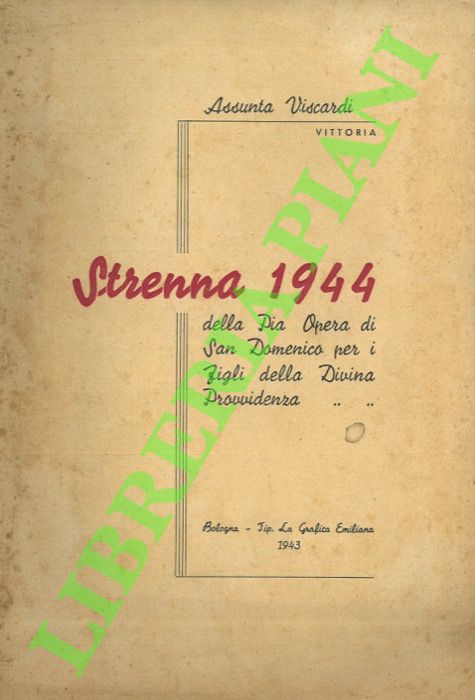 Assunta Viscardi
VITTORIA
Strenna 1944
della Pia Opera di
San Domenico per i
Figli della Divina
Provvidenza .. ..
Bologna - Tip. La Grafica Emiliana
1943
LIBRERIA PIANI